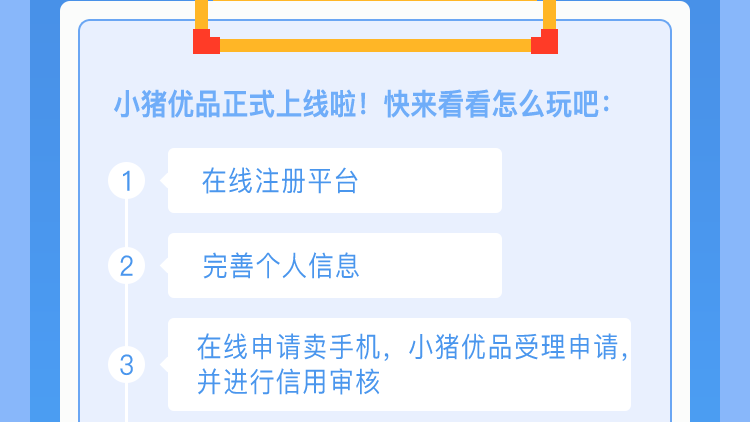 小猪优品正式上线啦！快来看看怎么玩吧：
1
在线注册平台
2
完善个人信息
3
在线申请卖手机，小猪优品受理申请，
并进行信用审核